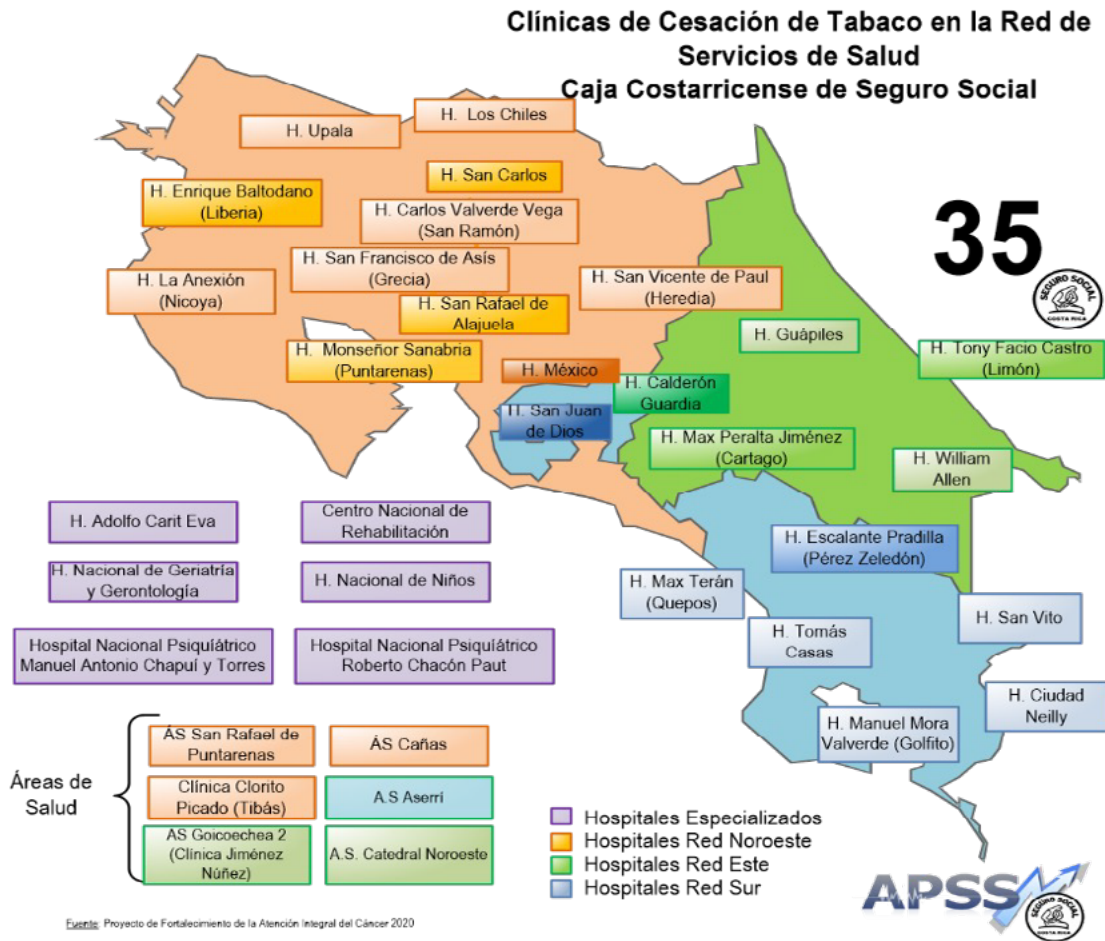 Clínicas de Cesación de Tabaco en la Red de
Servicios de Salud
Caja Costarricense de Seguro Social
H. Los Chiles
H. Upala
H. San Carlos
H. Enrique Baltodano
(Liberia)
H. Carlos Valverde Vega
(San Ramón)
35
H. San Francisco de Asís
(Grecia)
H. La Anexión
(Nicoya)
H. San Vicente de Paul
(Heredia)
SEGURO SOCIAL
COSTA RICA
H. San Rafael de
Alajuela
H. Guápiles
H. Monseñor Sanabria
(Puntarenas)
H. Tony Facio Castro
(Limón)
H. México
H. Calderón
Guardia
H. San Juan
de Dios
H. Max Peralta Jiménez
(Cartago)
H. William
Allen
H. Adolfo Carit Eva
Centro Nacional de
Rehabilitación
H. Escalante Pradilla
(Pérez Zeledón)
H. Nacional de Geriatría
y Gerontología
H. Nacional de Niños
H. Max Terán
(Quepos)
H. San Vito
H. Tomás
Casas
Hospital Nacional Psiquiátrico
Manuel Antonio Chapuí y Torres
Hospital Nacional Psiquiátrico
Roberto Chacón Paut
H. Ciudad
Neilly
H. Manuel Mora
Valverde (Golfito)
Áreas de
Salud
ÁS San Rafael de
Puntarenas
ÁS Cañas
Clínica Clorito
Picado (Tibás)
A.S Aserrí
AS Goicoechea 2
(Clínica Jiménez
Núñez)
A.S. Catedral Noroeste
Hospitales Especializados
Hospitales Red Noroeste
Hospitales Red Este
Hospitales Red Sur
APSS
SEGURO SOCIAL
COSTA RICA
Fuente: Proyecto de Fortalecimiento de la Atención Integral del Cáncer 2020